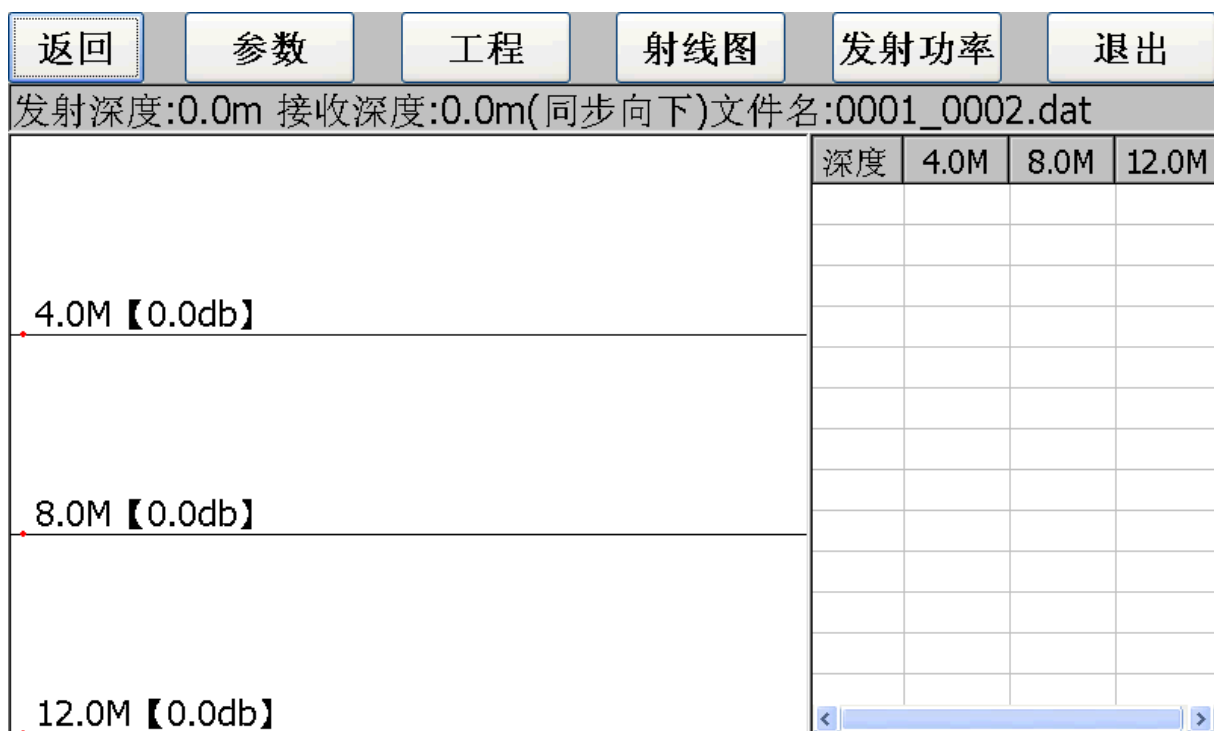 返回 参数 工程 射线图 发射功率 退出
发射深度:0.0m 接收深度:0.0m(同步向下)文件名:0001_0002.dat
深度 4.0M 8.0M 12.0M
4.0M【0.0db】
8.0M【0.0db】
12.0M【0.0db】